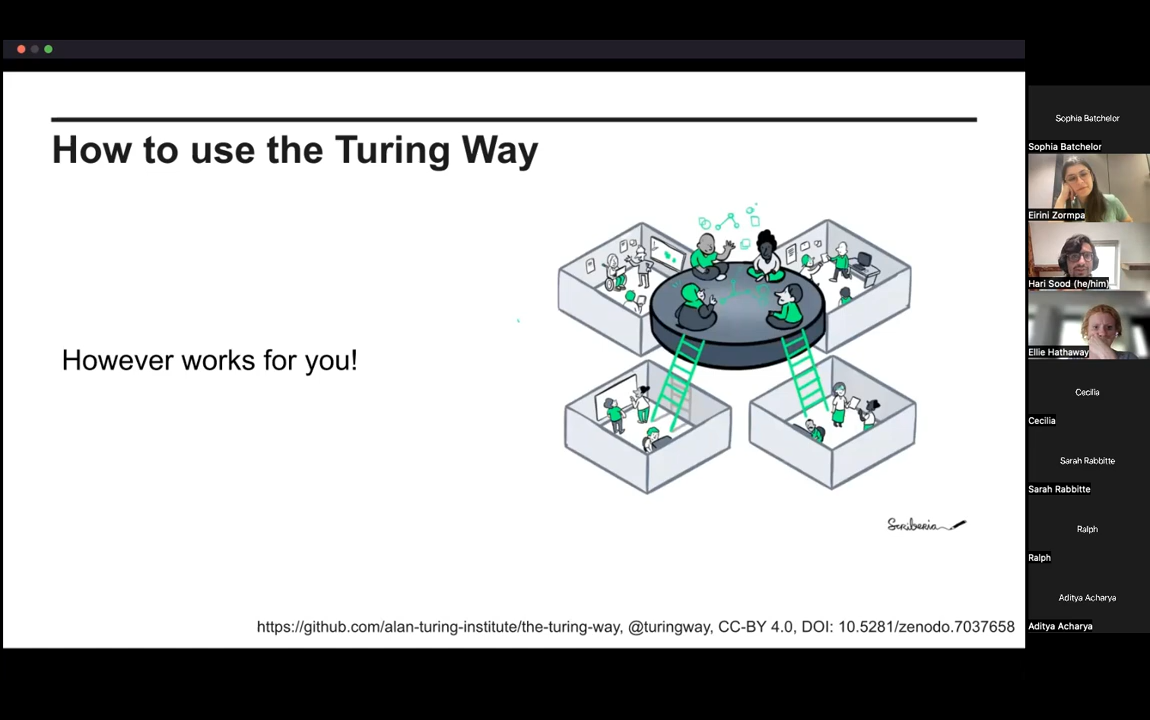 How to use the Turing Way
However works for you!
Scriberia
https://github.com/alan-turing-institute/the-turing-way, @turingway, CC-BY 4.0, DOI: 10.5281/zenodo.7037658
Sophia Batchelor
Sophia Batchelor
Eirini Zormpa
Hari Sood (he/him)
Ellie Hathaway
Cecilia
Cecilia
Sarah Rabbitte
Sarah Rabbitte
Ralph
Ralph
Aditya Acharya
Aditya Acharya